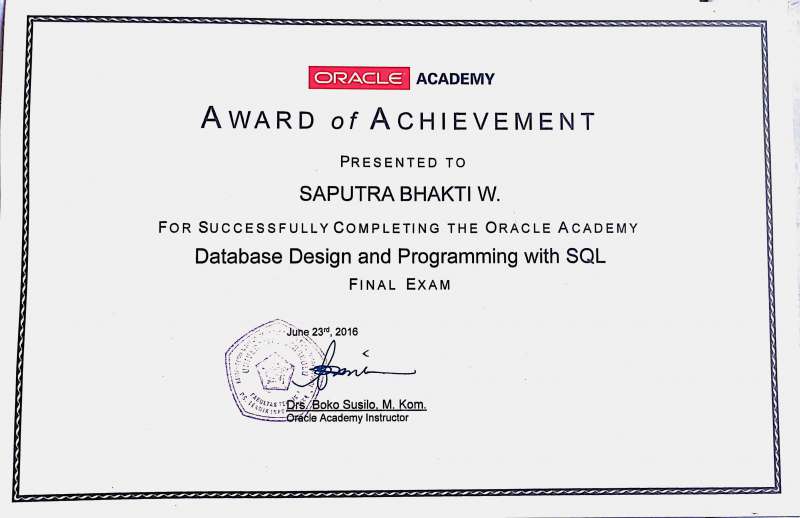 ORACLE ACADEMY
AWARD of ACHIEVEMENT
PRESENTED TO
SAPUTRA BHAKTI W.
FOR SUCCESSFULLY COMPLETING THE ORACLE ACADEMY
Database Design and Programming with SQL
FINAL EXAM
June 23rd, 2016
FAKULTAS
Drs. Boko Susilo, M. Kom.
Oracle Academy Instructor